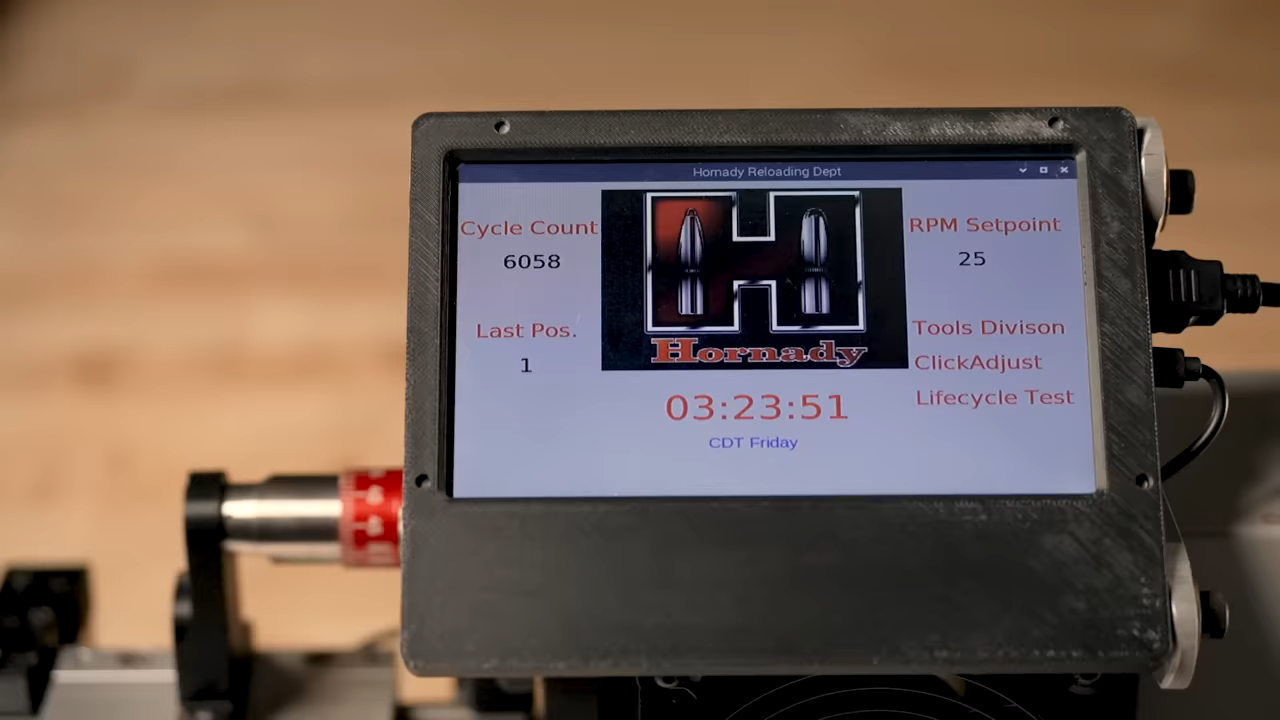 Hornady Reloading Dept
Cycle Count
6058
Last Pos.
1
Hornady
03:23:51
CDT Friday
RPM Setpoint
25
Tools Divison
ClickAdjust
Lifecycle Test